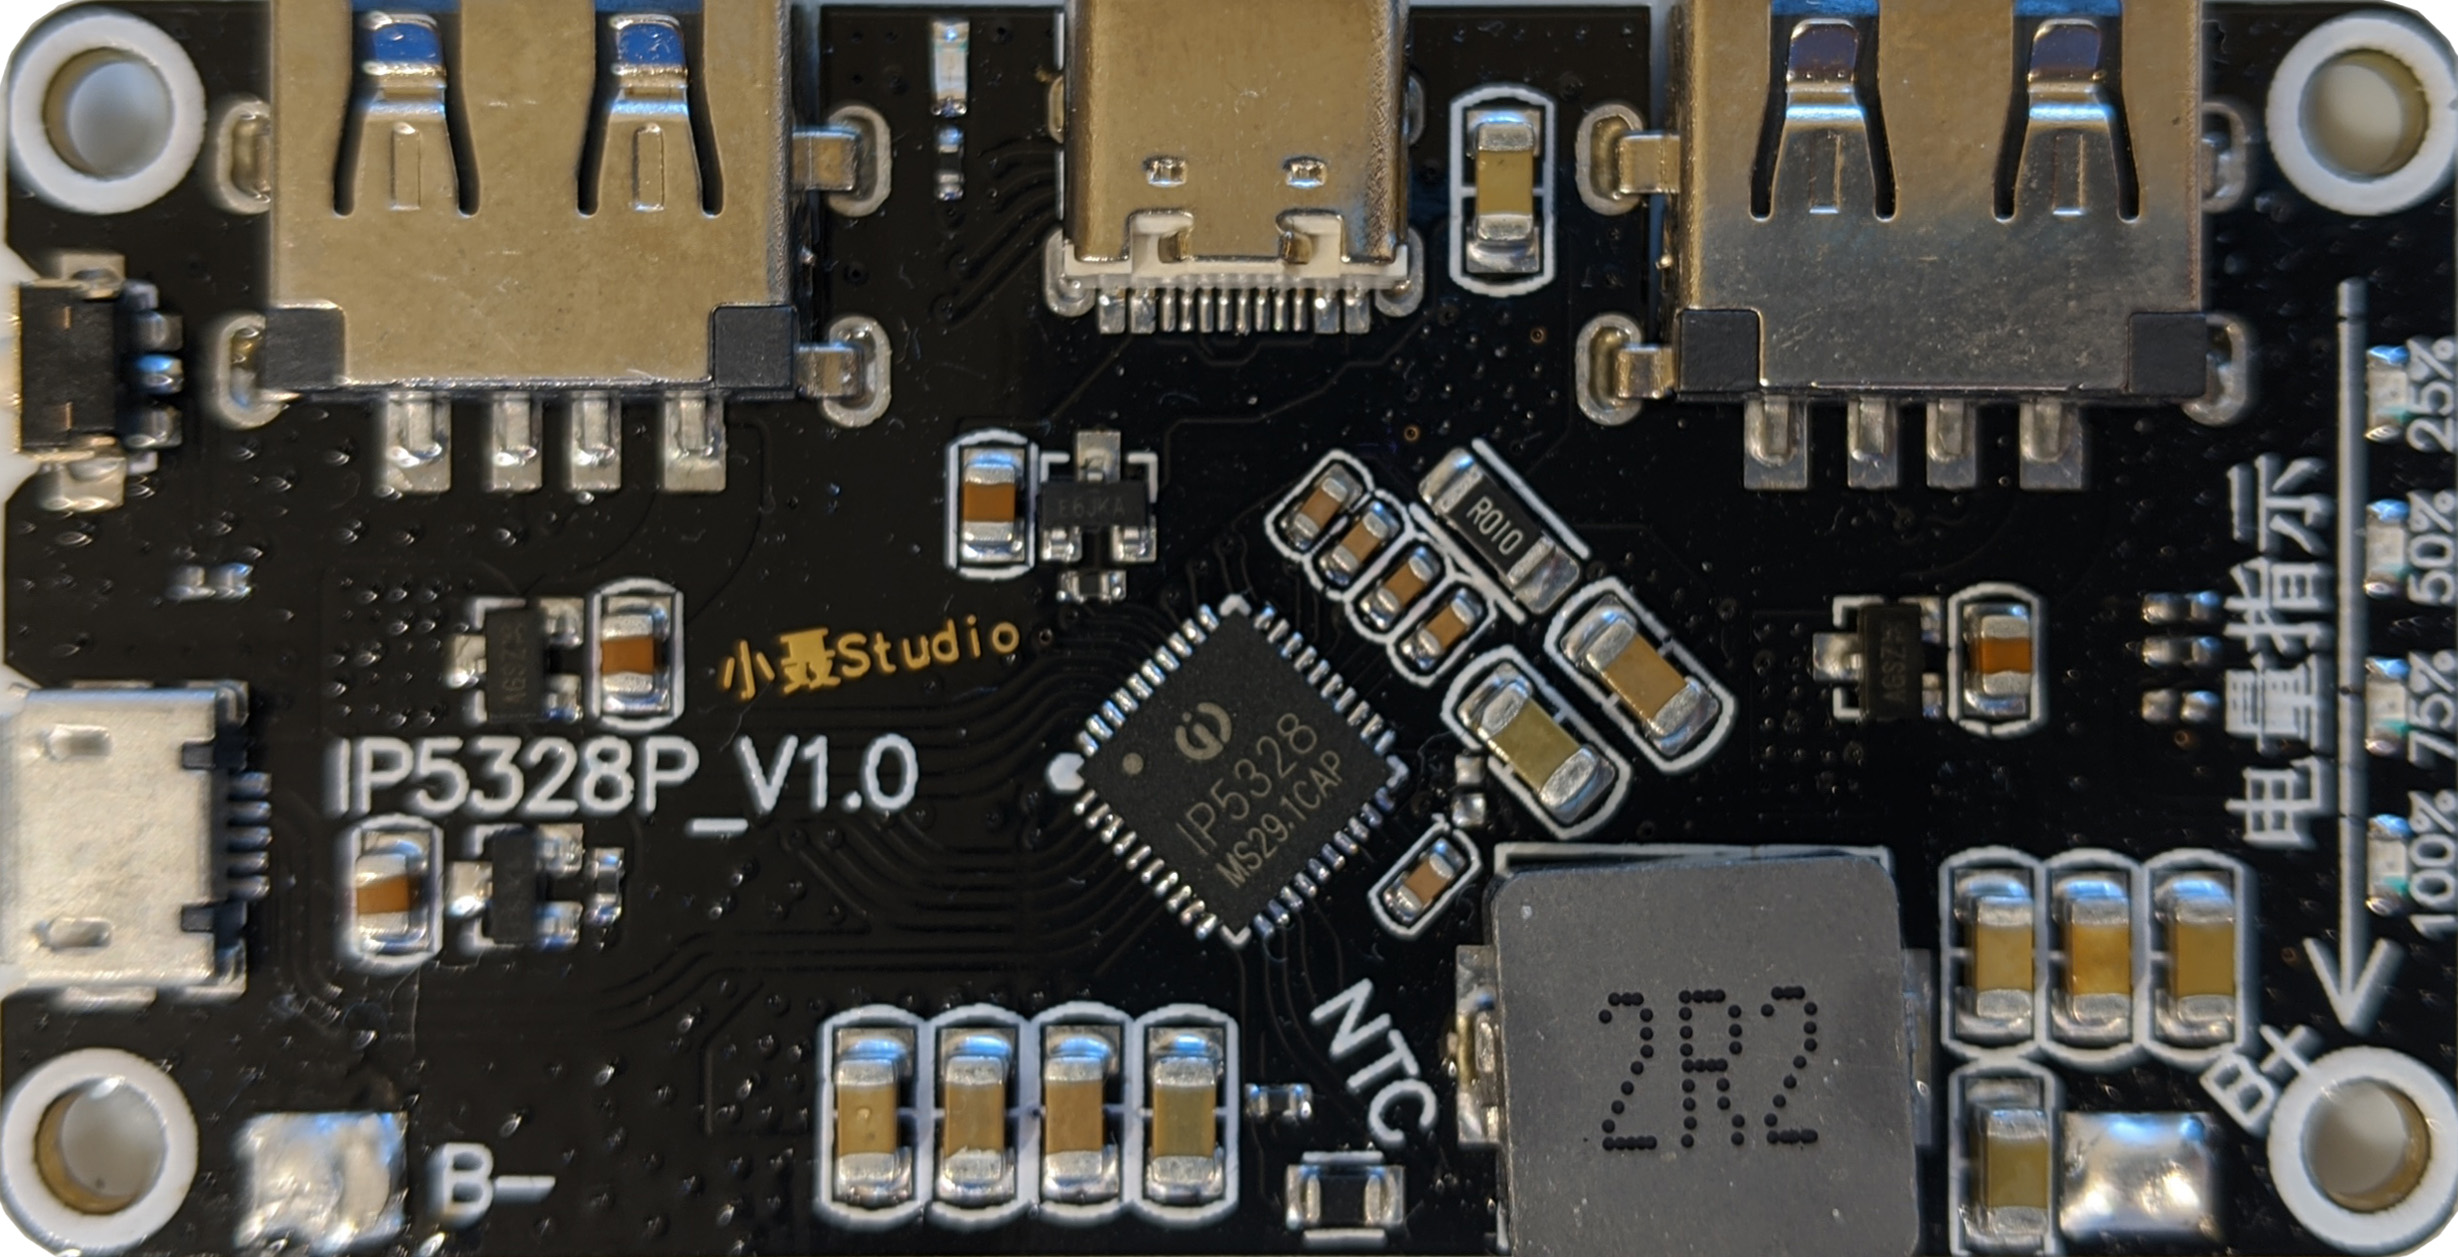 25%
50%
75%
100%
电量指示
E6JKA
R010
小聂Studio
AGSZA
IP5328P_V1.0
IP5328
MS29.1CAP
NTC
2R2
B+
B-